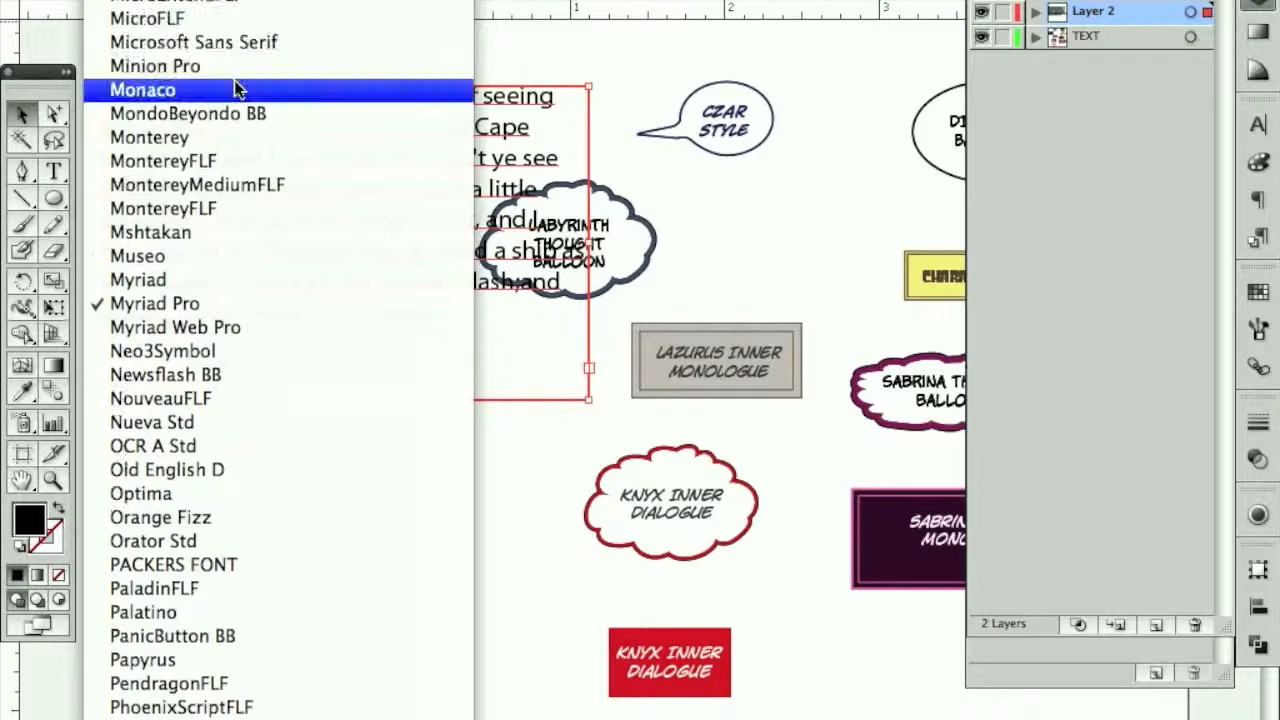 MicroFLF
Microsoft Sans Serif
Minion Pro
Monaco
MondoBeyondo BB
Monterey
MontereyFLF
MontereyMediumFLF
MontereyFLF
Mshtakan
Museo
Myriad
Myriad Pro
Myriad Web Pro
Neo3Symbol
Newsflash BB
NouveauFLF
Nueva Std
OCR A Std
Old English D
Optima
Orange Fizz
Orator Std
PACKERS FONT
PaladinFLF
Palatino
PanicButton BB
Papyrus
PendragonFLF
PhoenixScriptFLF
1
2
3
seeing
Cape
't ye see
a little
, and I
d a ship as
lash;and
CZAR
STYLE
LABYRINTH
THOUGHT
BALLOON
LAZURUS INNER
MONOLOGUE
SABRINA TH
BALLO
KNYX INNER
DIALOGUE
SABRIN
MONO
KNYX INNER
DIALOGUE
Layer 2
TEXT
2 Layers